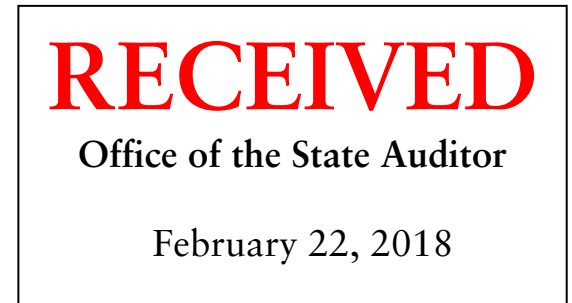 RECEIVED
Office of the State Auditor
February 22, 2018